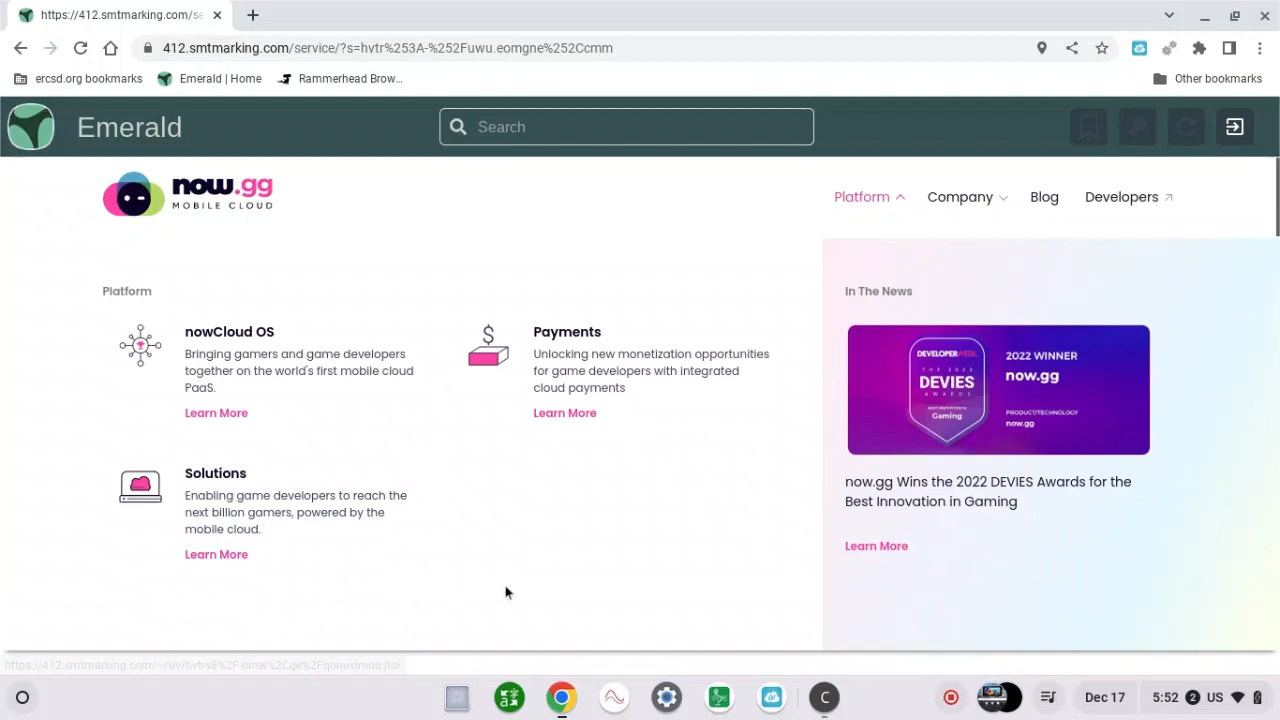 https://412.smtmarking.com/se
412.smtmarking.com/service/?s=hvtr%253A-%252Fuwu.eomgne%252Ccmm
ercsd.org bookmarks
Emerald | Home
Rammerhead Brow...
Other bookmarks
Emerald
Search
now.gg
MOBILE CLOUD
Platform
Company
Blog
Developers
Platform
In The News
nowCloud OS
Bringing gamers and game developers
together on the world's first mobile cloud
PaaS.
Learn More
Payments
Unlocking new monetization opportunities
for game developers with integrated
cloud payments
Learn More
DEVELOPERWEEK
THE 2022
DEVIES
AWARDS
Gaming
2022 WINNER
now.gg
PRODUCT/TECHNOLOGY
now.gg
Solutions
Enabling game developers to reach the
next billion gamers, powered by the
mobile cloud.
Learn More
now.gg Wins the 2022 DEVIES Awards for the
Best Innovation in Gaming
Learn More
C
Dec 17
5:52
2
US